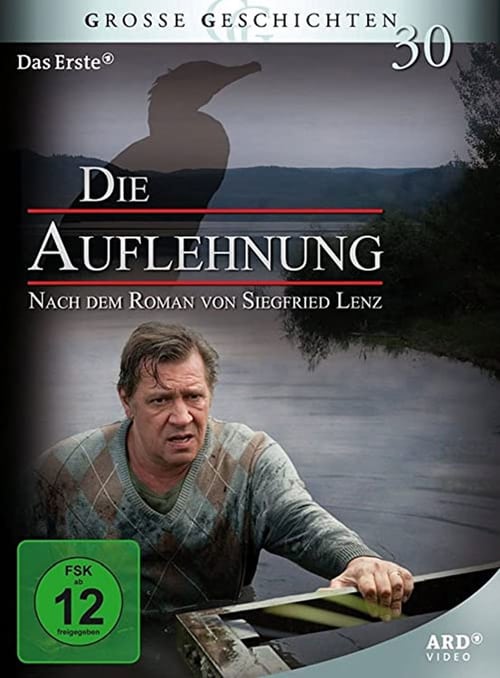 GROSSE GESCHICHTEN
30
Das Erste
DIE
AUFLEHNUNG
NACH DEM ROMAN VON SIEGFRIED LENZ
FSK
ab
12
freigegeben
ARD
VIDEO